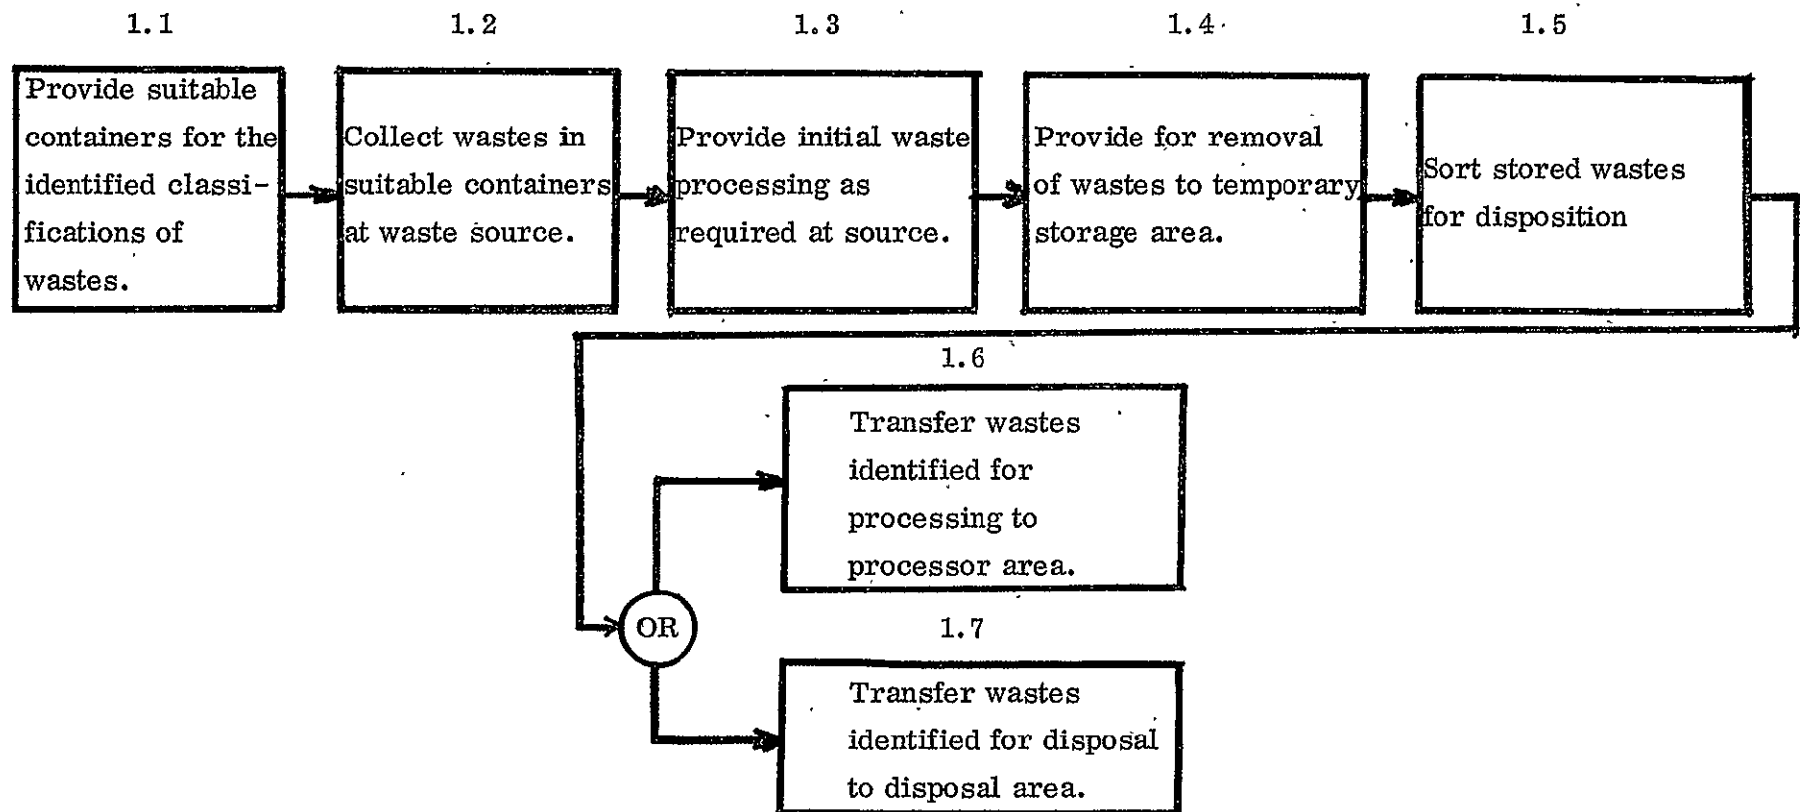 1.1
Provide suitable
containers for the
identified classi-
fications of
wastes.
1.2
Collect wastes in
suitable containers
at waste source.
1.3
Provide initial waste
processing as
required at source.
1.4
Provide for removal
of wastes to temporary
storage area.
1.5
Sort stored wastes
for disposition
OR
1.6
Transfer wastes
identified for
processing to
processor area.
1.7
Transfer wastes
identified for disposal
to disposal area.